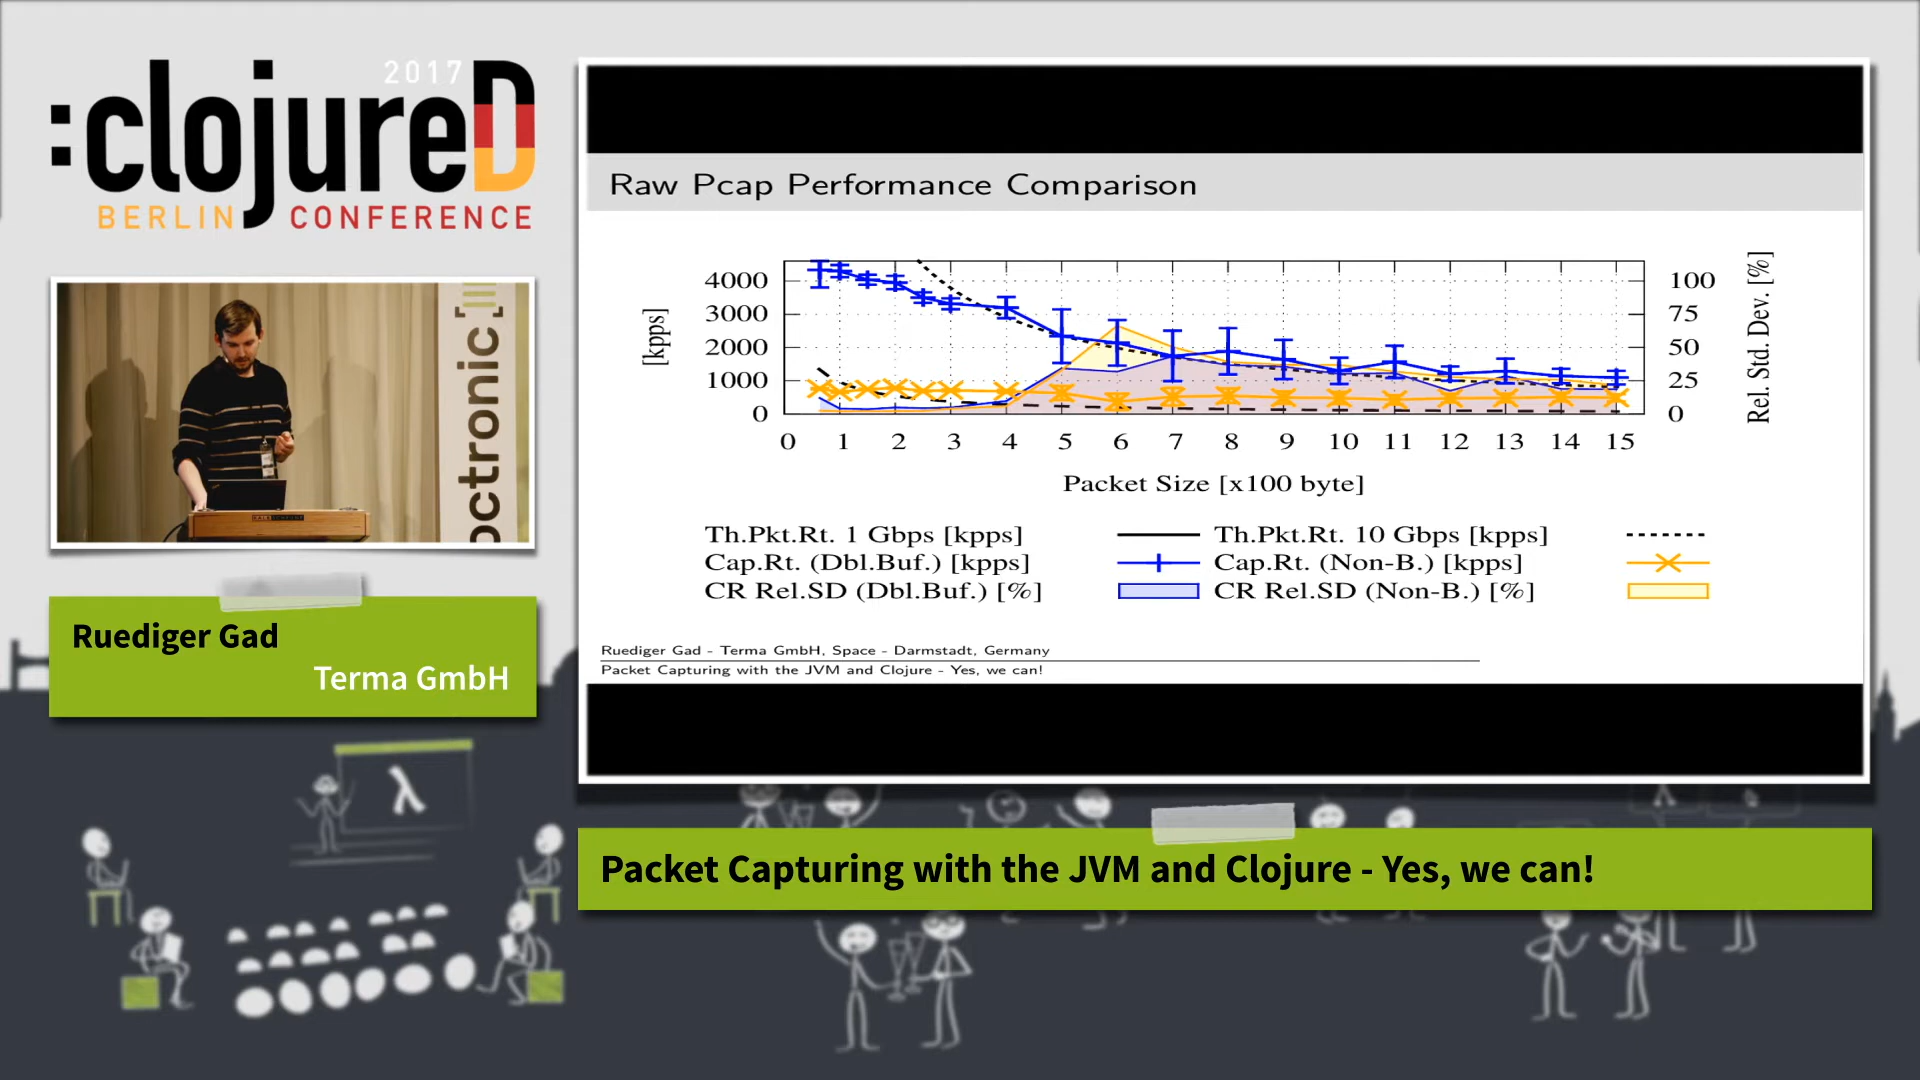 2017
:clojureD
BERLIN CONFERENCE
octronic]
Ruediger Gad
Terma GmbH
λ
Raw Pcap Performance Comparison
[kpps]
4000
3000
2000
1000
0
100
75
50
25
0
Rel. Std. Dev. [%]
0 1 2 3 4 5 6 7 8 9 10 11 12 13 14 15
Packet Size [x100 byte]
Th.Pkt.Rt. 1 Gbps [kpps] Th.Pkt.Rt. 10 Gbps [kpps]
Cap.Rt. (Dbl.Buf.) [kpps] Cap.Rt. (Non-B.) [kpps]
CR Rel.SD (Dbl.Buf.) [%] CR Rel.SD (Non-B.) [%]
Ruediger Gad - Terma GmbH, Space - Darmstadt, Germany
Packet Capturing with the JVM and Clojure - Yes, we can!
Packet Capturing with the JVM and Clojure - Yes, we can!